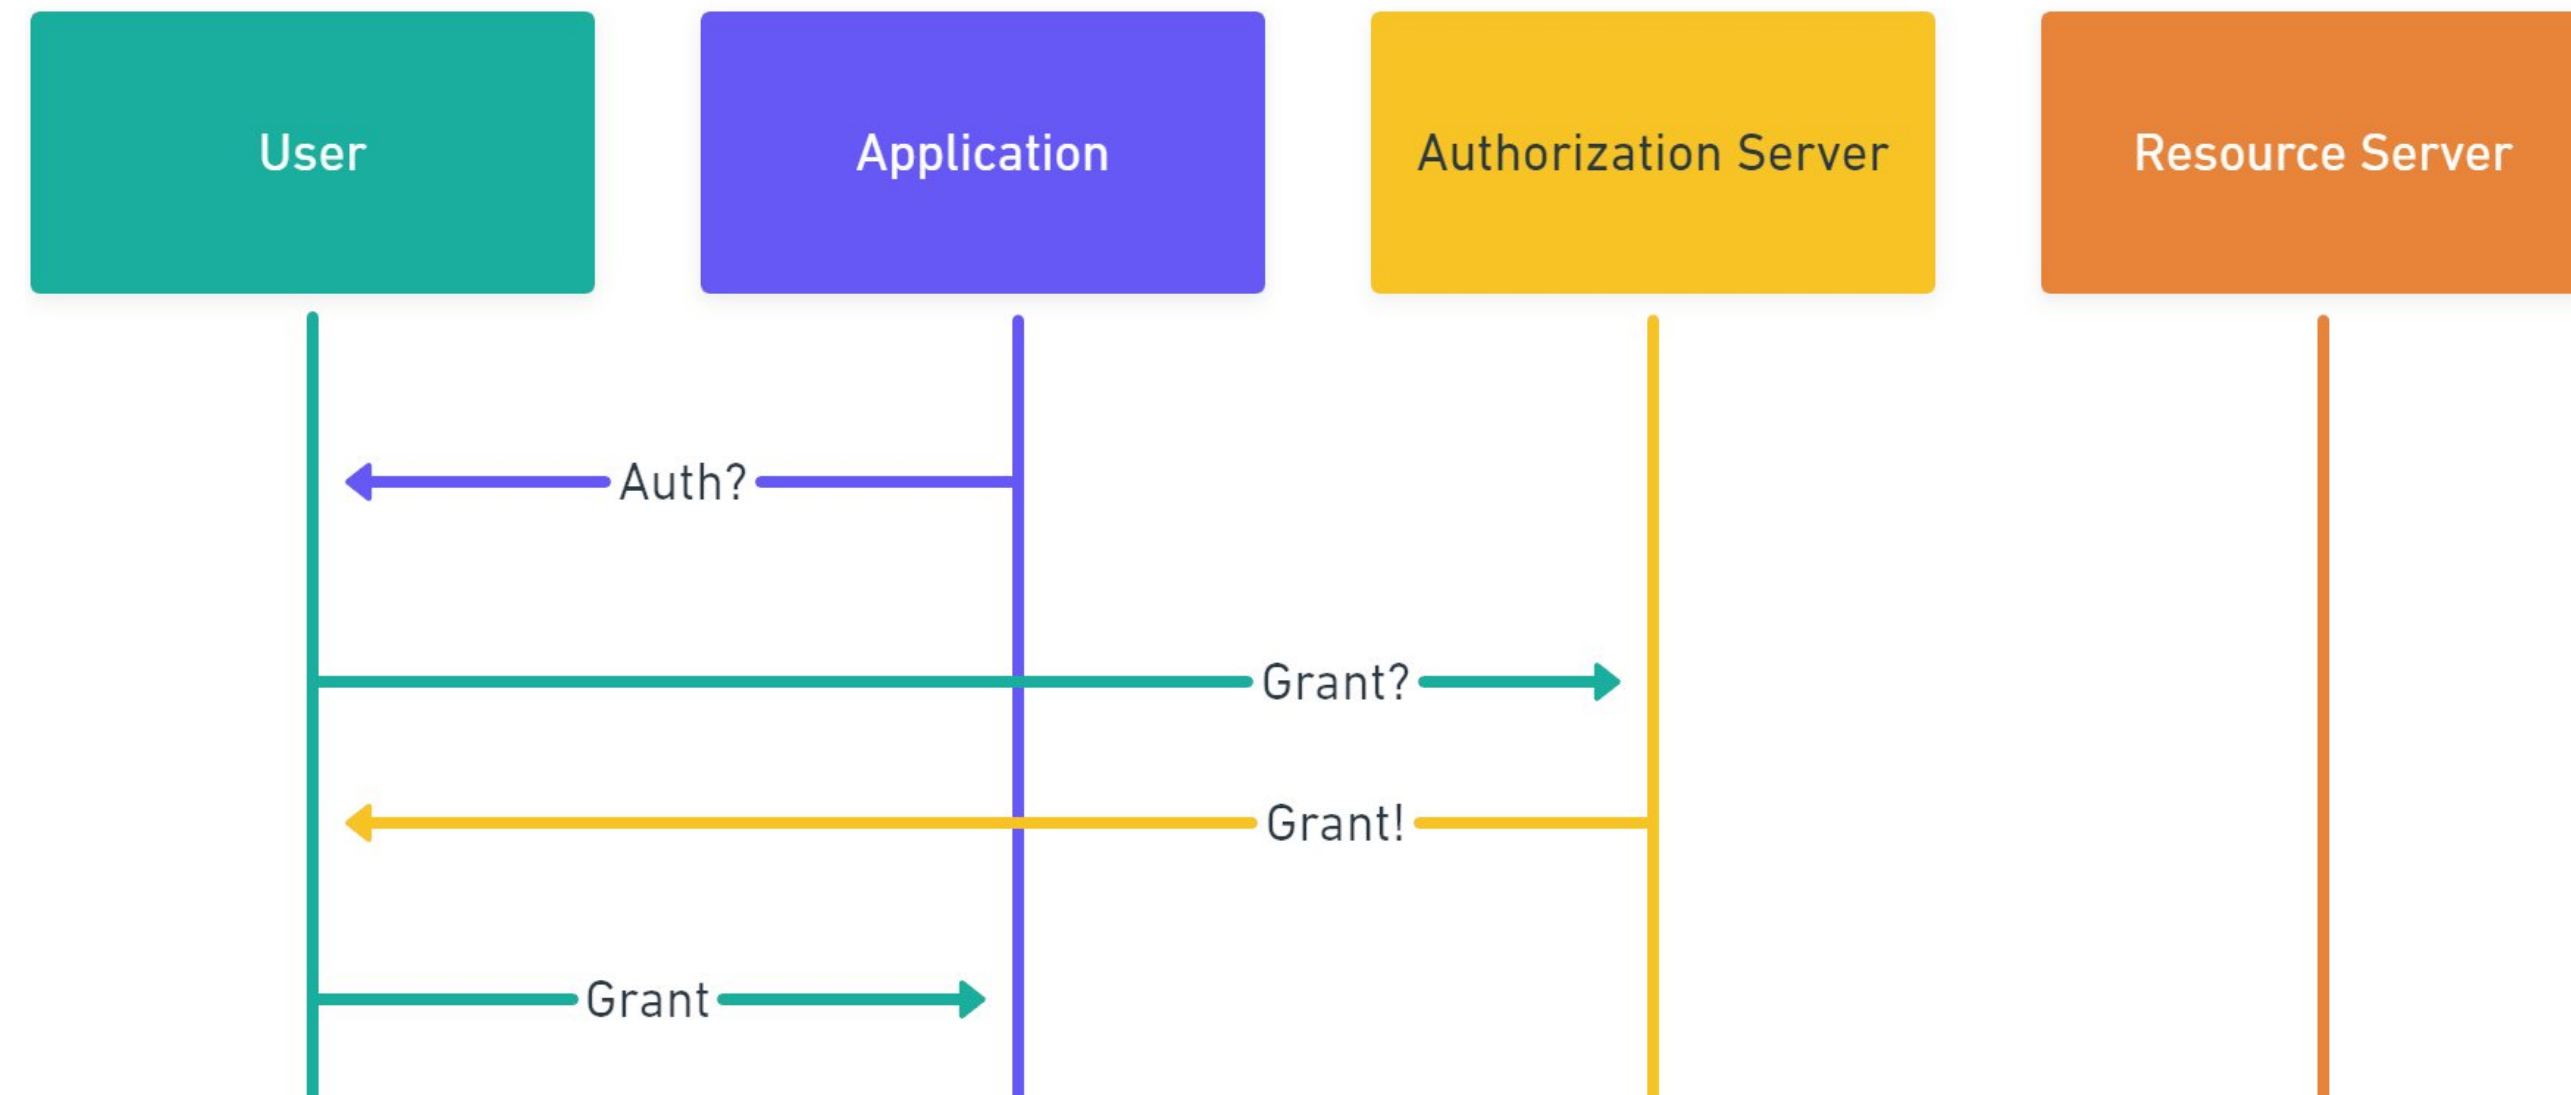 User
Application
Authorization Server
Resource Server
Auth?
Grant?
Grant!
Grant